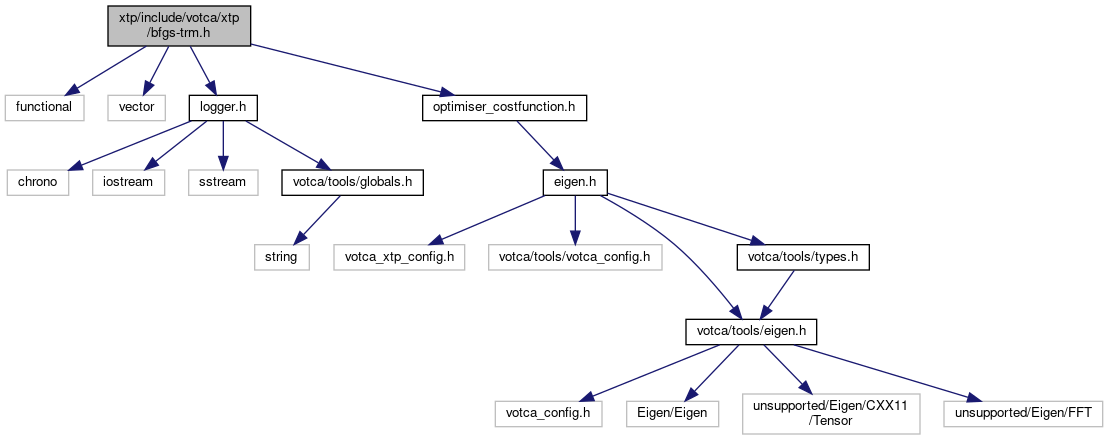 xtp/include/votca/xtp
/bfgs-trm.h
functional
vector
logger.h
optimiser_costfunction.h
chrono
iostream
sstream
votca/tools/globals.h
eigen.h
string
votca_xtp_config.h
votca/tools/votca_config.h
votca/tools/types.h
votca/tools/eigen.h
votca_config.h
Eigen/Eigen
unsupported/Eigen/CXX11
/Tensor
unsupported/Eigen/FFT